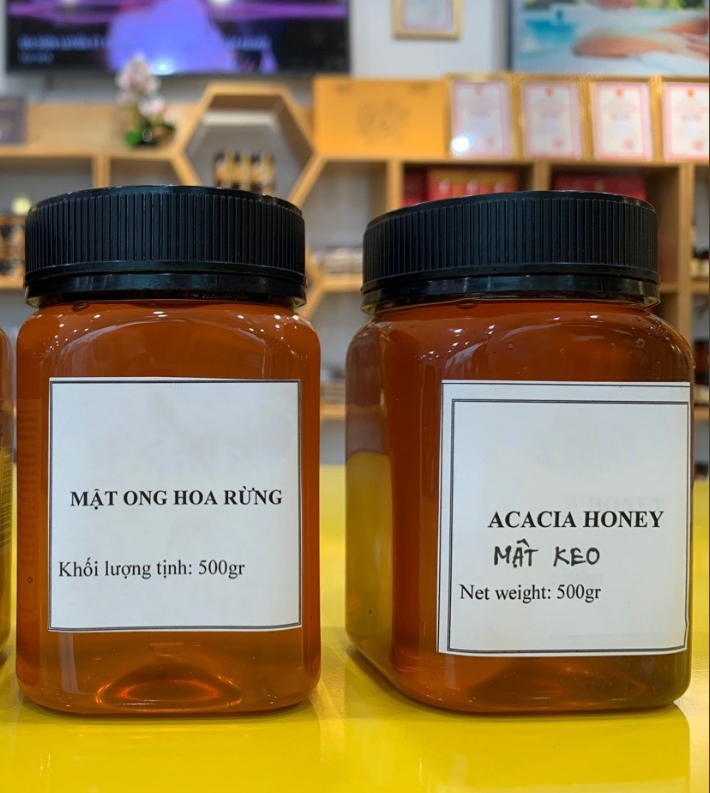 MẬT ONG HOA RỪNG
Khối lượng tịnh: 500gr
ACACIA HONEY
MẬT KEO
Net weight: 500gr